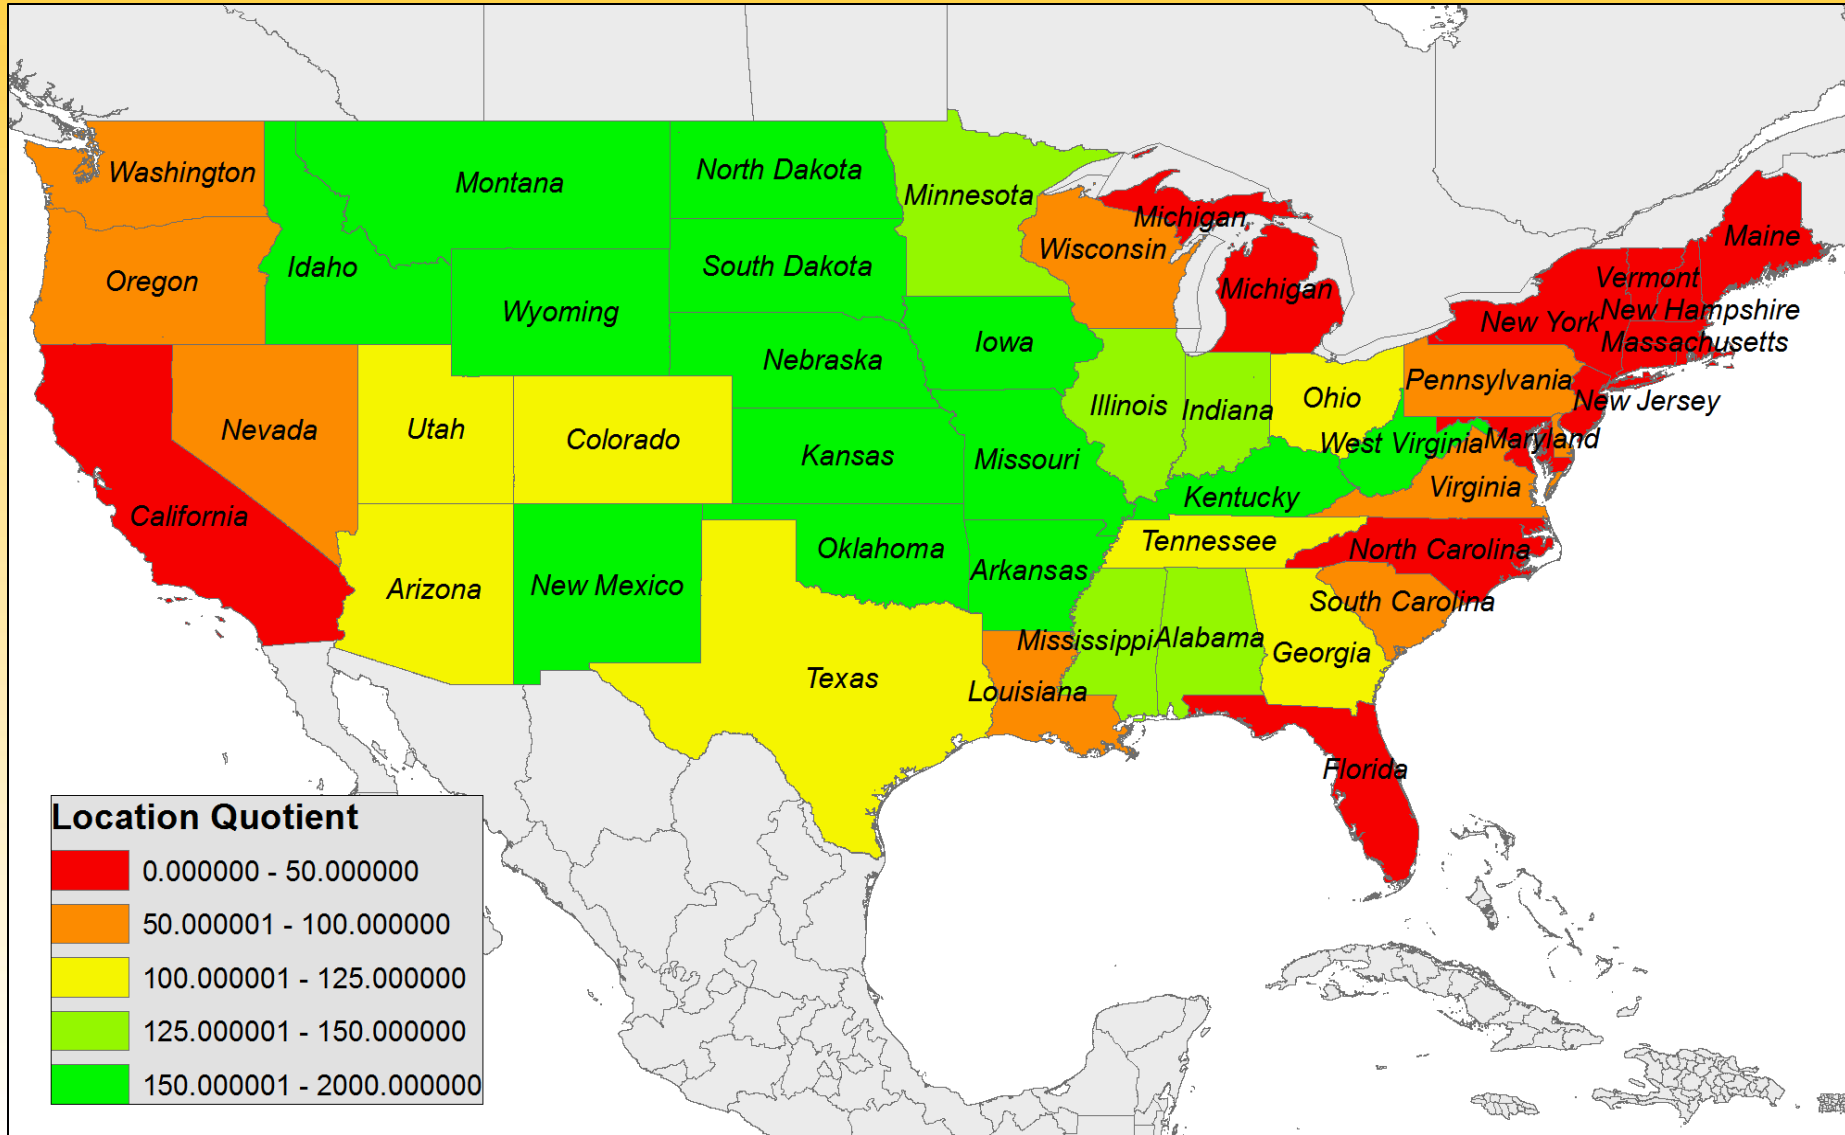 Washington
Montana
North Dakota
Minnesota
Michigan
Wisconsin
Maine
Oregon
Idaho
South Dakota
Vermont
Wyoming
Michigan
New Hampshire
New York
Iowa
Massachusetts
Nebraska
Pennsylvania
New Jersey
Ohio
Illinois
Indiana
Nevada
Utah
Colorado
West Virginia
Maryland
Kansas
Missouri
Virginia
Kentucky
California
Tennessee
North Carolina
Oklahoma
Arkansas
New Mexico
Arizona
South Carolina
Mississippi
Alabama
Georgia
Texas
Louisiana
Florida
Location Quotient
0.000000 - 50.000000
50.000001 - 100.000000
100.000001 - 125.000000
125.000001 - 150.000000
150.000001 - 2000.000000